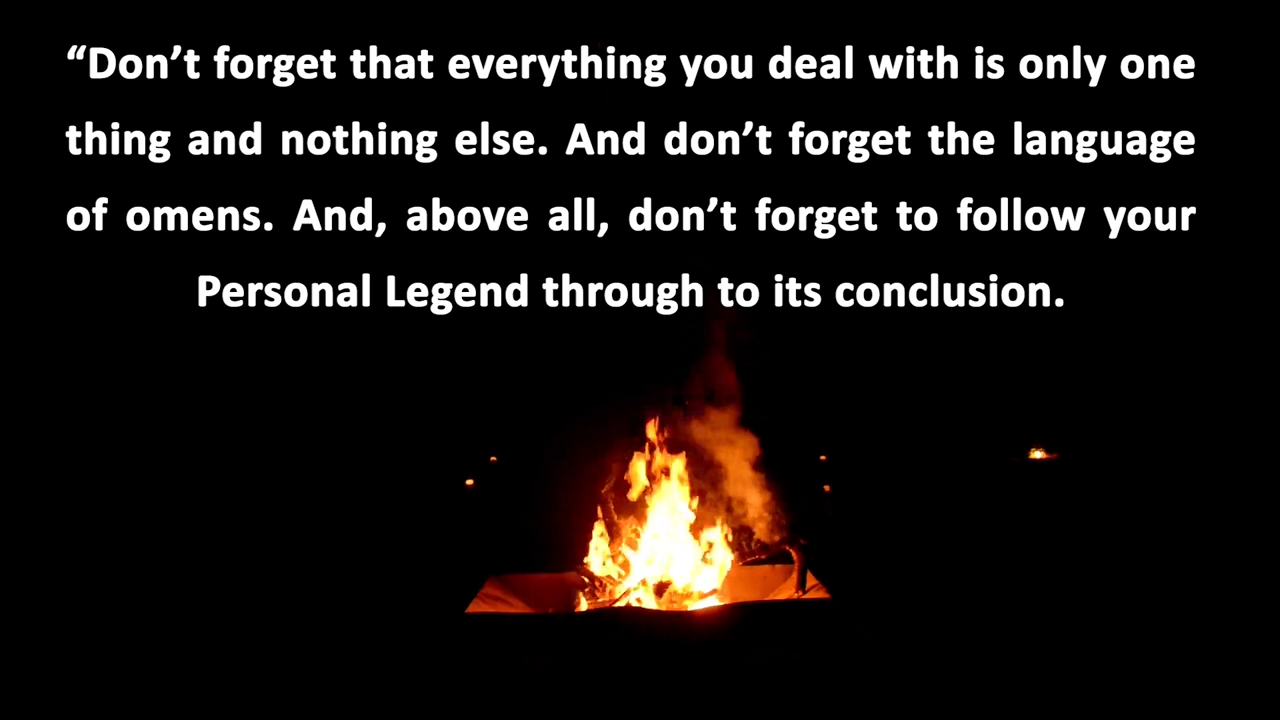 “Don’t forget that everything you deal with is only one
thing and nothing else. And don’t forget the language
of omens. And, above all, don’t forget to follow your
Personal Legend through to its conclusion.